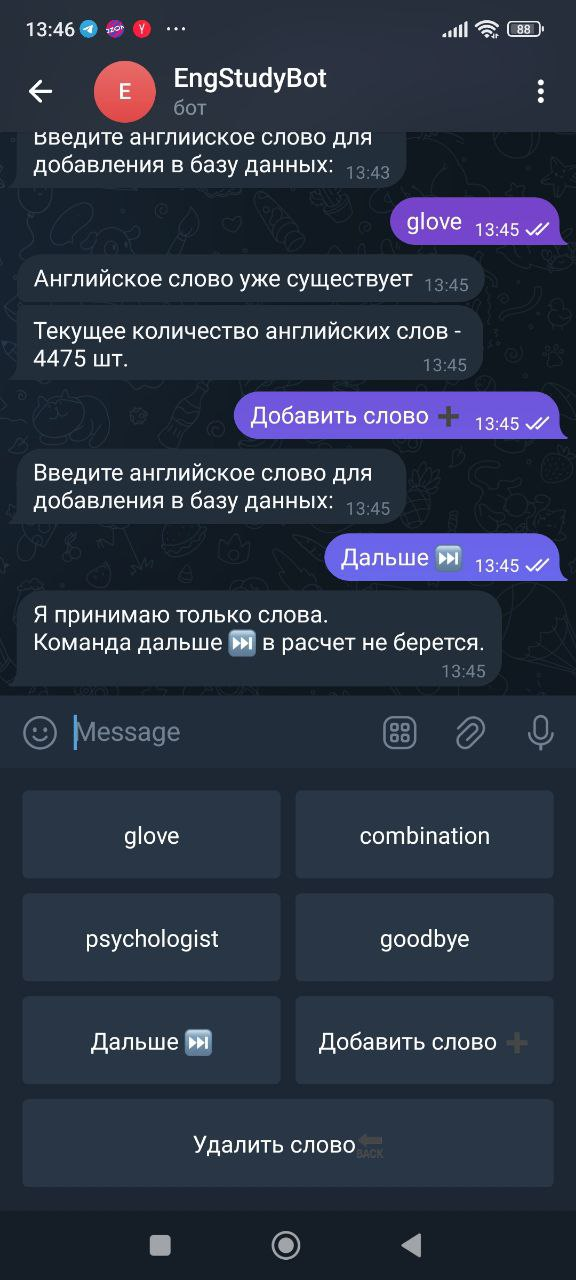 13:46
88
E
EngStudyBot
бот
Введите английское слово для
добавления в базу данных: 13:43
glove 13:45
Английское слово уже существует 13:45
Текущее количество английских слов -
4475 шт. 13:45
Добавить слово ➕ 13:45
Введите английское слово для
добавления в базу данных: 13:45
Дальше ⏭ 13:45
Я принимаю только слова.
Команда дальше ⏭ в расчет не берется.
13:45
Message
glove
combination
psychologist
goodbye
Дальше ⏭
Добавить слово ➕
Удалить слово🔙